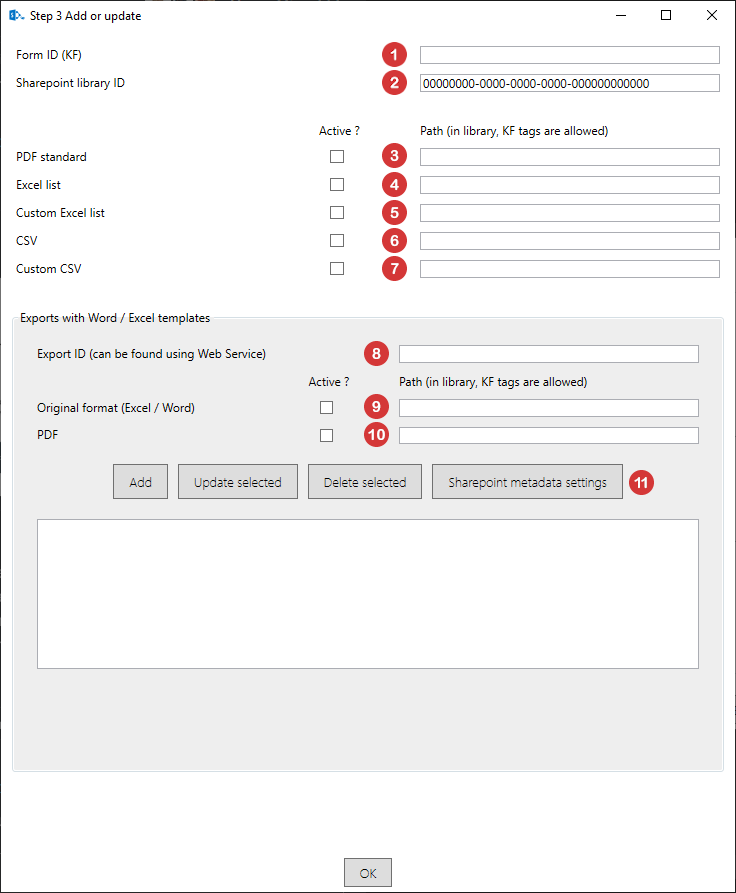 Step 3 Add or update
Form ID (KF) 1
Sharepoint library ID 2 00000000-0000-0000-0000-000000000000
Active ? Path (in library, KF tags are allowed)
PDF standard 3
Excel list 4
Custom Excel list 5
CSV 6
Custom CSV 7
Exports with Word / Excel templates
Export ID (can be found using Web Service) 8
Active ? Path (in library, KF tags are allowed)
Original format (Excel / Word) 9
PDF 10
Add Update selected Delete selected Sharepoint metadata settings 11
OK